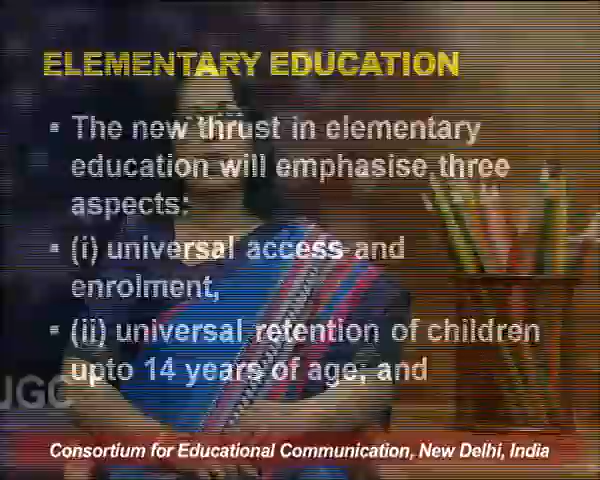 ELEMENTARY EDUCATION
▪ The new thrust in elementary
education will emphasise three
aspects:
▪ (i) universal access and
enrolment,
▪ (ii) universal retention of children
upto 14 years of age; and
UGC
Consortium for Educational Communication, New Delhi, India